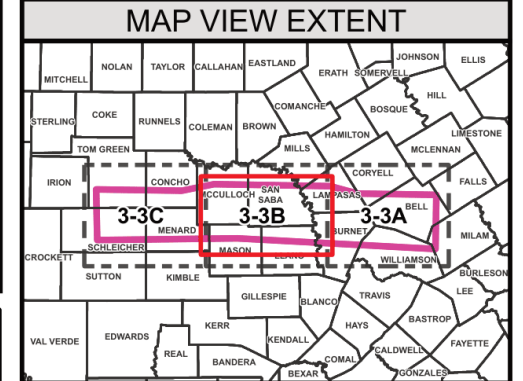 MAP VIEW EXTENT
JOHNSON ELLIS
MITCHELL NOLAN TAYLOR CALLAHAN EASTLAND ERATH SOMERVELL
HILL
COMANCHE BOSQUE
STERLING COKE RUNNELS COLEMAN BROWN
HAMILTON LIMESTONE
TOM GREEN MILLS MCLENNAN
CORYELL
IRION CONCHO FALLS
MCCULLOCH SAN SABA LAMPASAS
BELL
3-3C 3-3B 3-3A
MENARD BURNET MILAM
SCHLEICHER MASON LLANO WILLIAMSON
CROCKETT
SUTTON KIMBLE BURLESON
LEE
GILLESPIE BLANCO TRAVIS
BASTROP
KERR HAYS
VAL VERDE EDWARDS KENDALL FAYETTE
REAL CALDWELL
BANDERA COMAL
BEXAR GONZALES